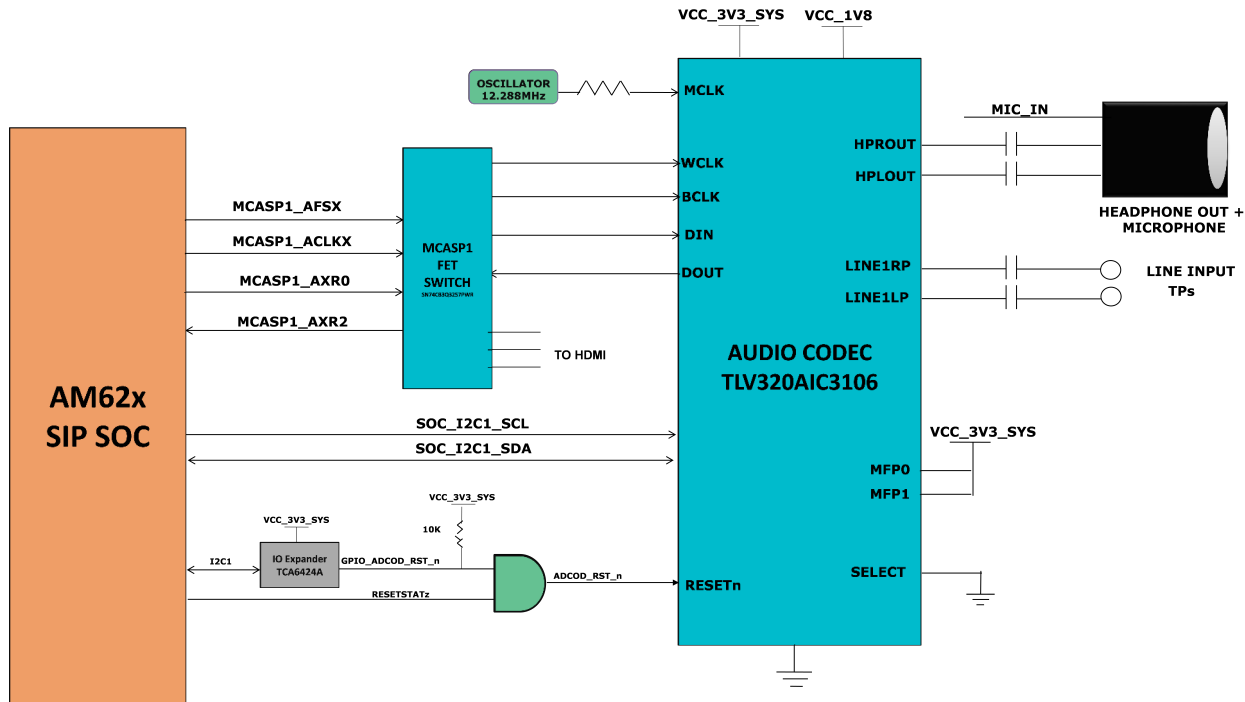 VCC_3V3_SYS
VCC_1V8
OSCILLATOR
12.288MHz
MCLK
MIC_IN
HPROUT
HPLOUT
HEADPHONE OUT +
MICROPHONE
WCLK
BCLK
DIN
DOUT
MCASP1_AFSX
MCASP1_ACLKX
MCASP1_AXR0
MCASP1_AXR2
MCASP1
FET
SWITCH
SN74CB3Q3257PWR
TO HDMI
LINE1RP
LINE1LP
LINE INPUT
TPs
AUDIO CODEC
TLV320AIC3106
AM62x
SIP SOC
SOC_I2C1_SCL
SOC_I2C1_SDA
VCC_3V3_SYS
MFP0
MFP1
VCC_3V3_SYS
10K
VCC_3V3_SYS
I2C1
IO Expander
TCA6424A
GPIO_ADCOD_RST_n
RESETSTATz
ADCOD_RST_n
RESETn
SELECT